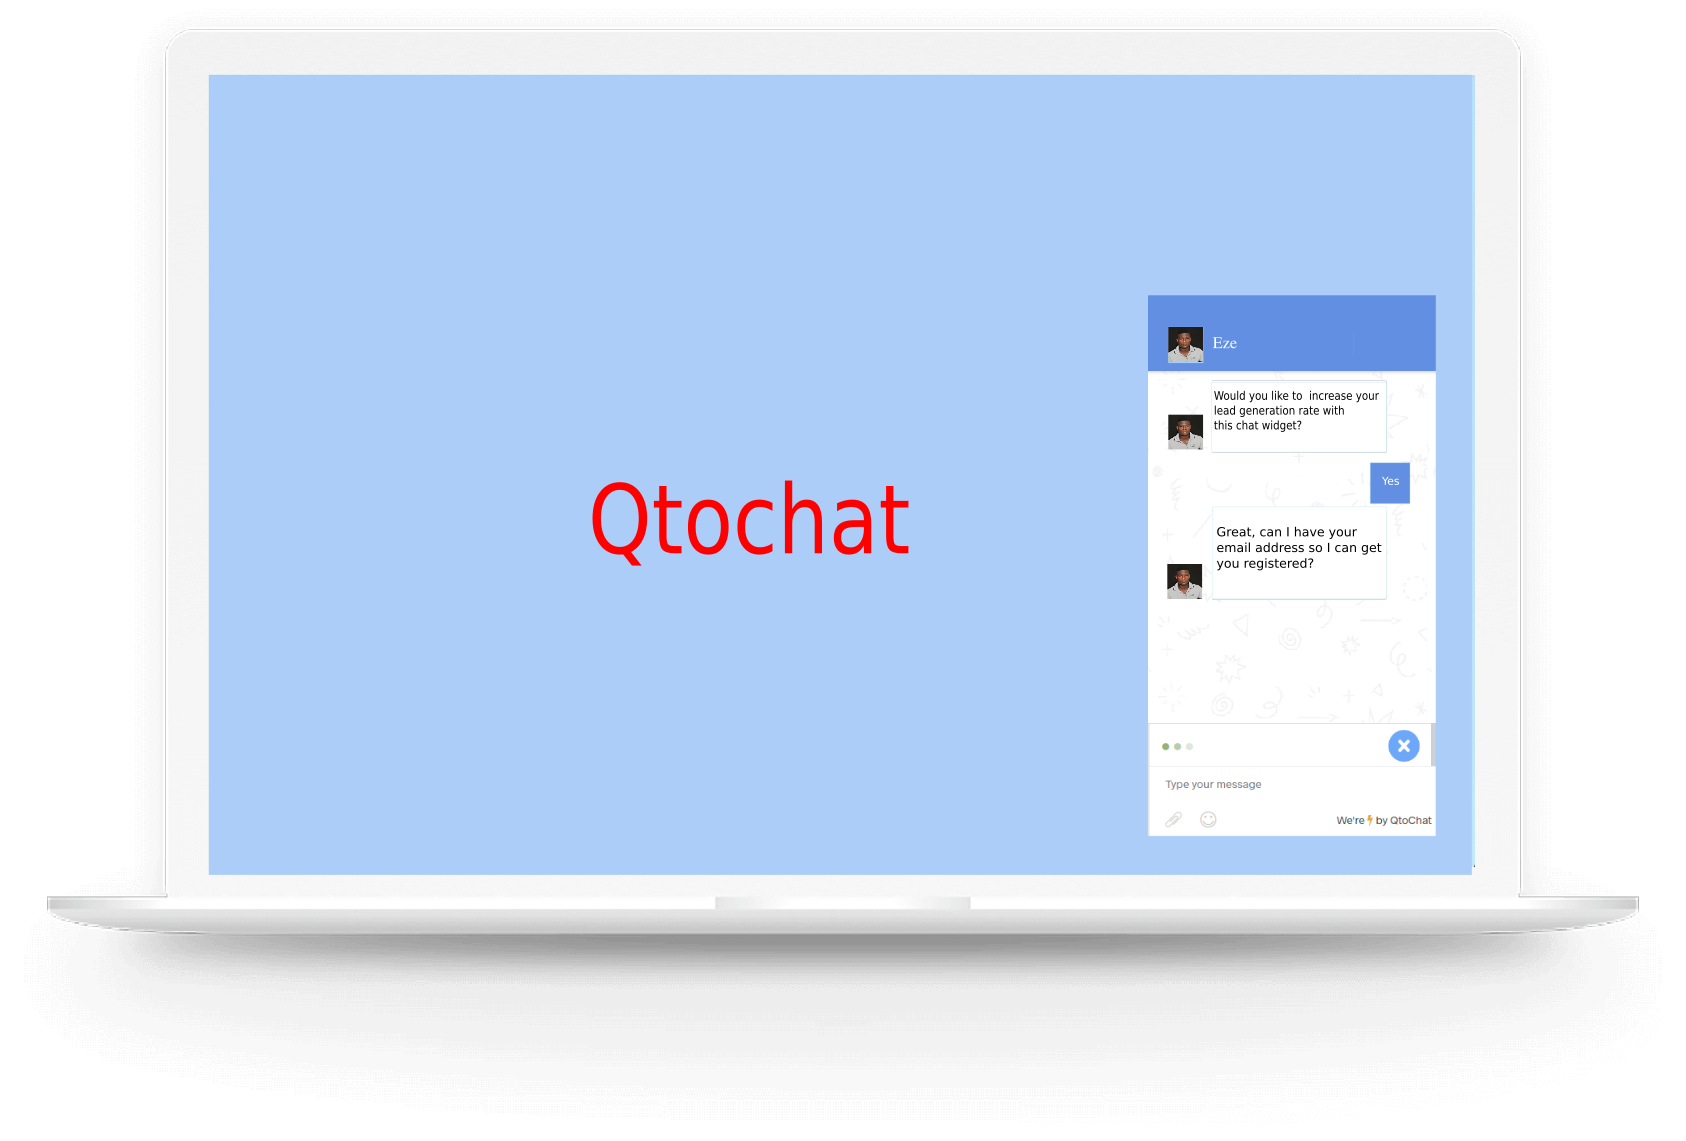 Qtochat
Eze
Would you like to  increase your
lead generation rate with
this chat widget?
Yes
Great, can I have your
email address so I can get
you registered?
Type your message
We're⚡by QtoChat